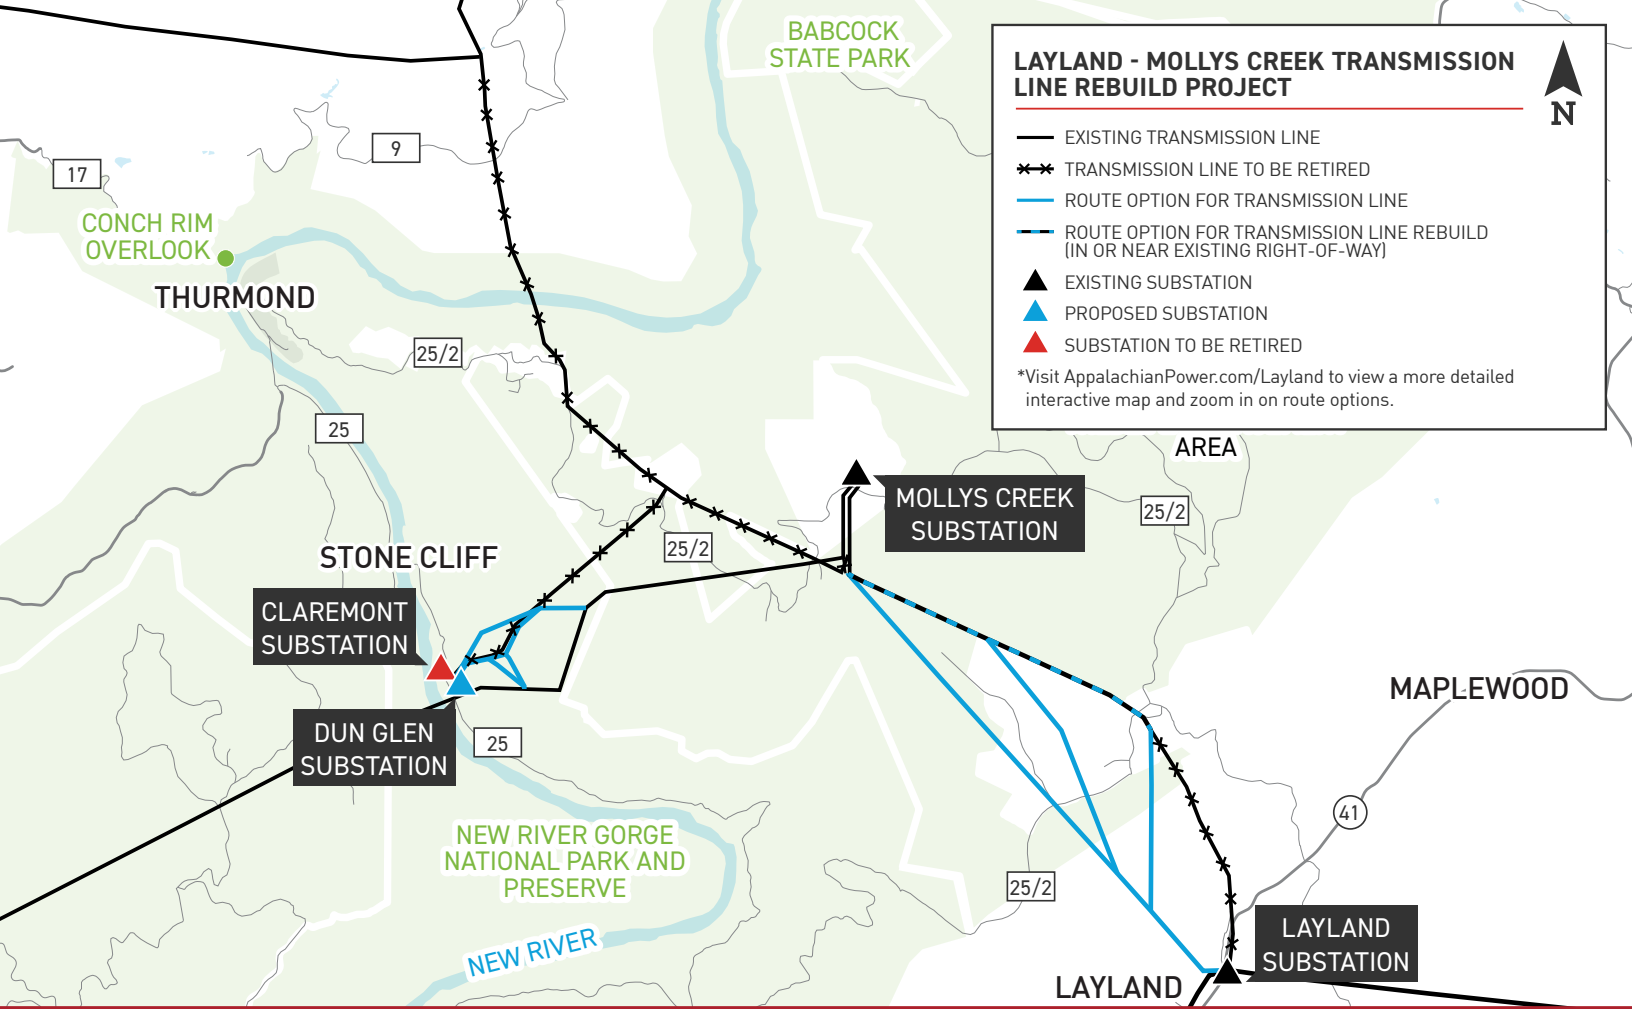 BABCOCK
STATE PARK
LAYLAND - MOLLYS CREEK TRANSMISSION
LINE REBUILD PROJECT
N
EXISTING TRANSMISSION LINE
TRANSMISSION LINE TO BE RETIRED
ROUTE OPTION FOR TRANSMISSION LINE
ROUTE OPTION FOR TRANSMISSION LINE REBUILD
(IN OR NEAR EXISTING RIGHT-OF-WAY)
EXISTING SUBSTATION
PROPOSED SUBSTATION
SUBSTATION TO BE RETIRED
*Visit AppalachianPower.com/Layland to view a more detailed
interactive map and zoom in on route options.
9
17
CONCH RIM
OVERLOOK
THURMOND
25/2
25
AREA
MOLLYS CREEK
SUBSTATION
25/2
25/2
STONE CLIFF
CLAREMONT
SUBSTATION
MAPLEWOOD
DUN GLEN
SUBSTATION
25
41
NEW RIVER GORGE
NATIONAL PARK AND
PRESERVE
25/2
NEW RIVER
LAYLAND
SUBSTATION
LAYLAND